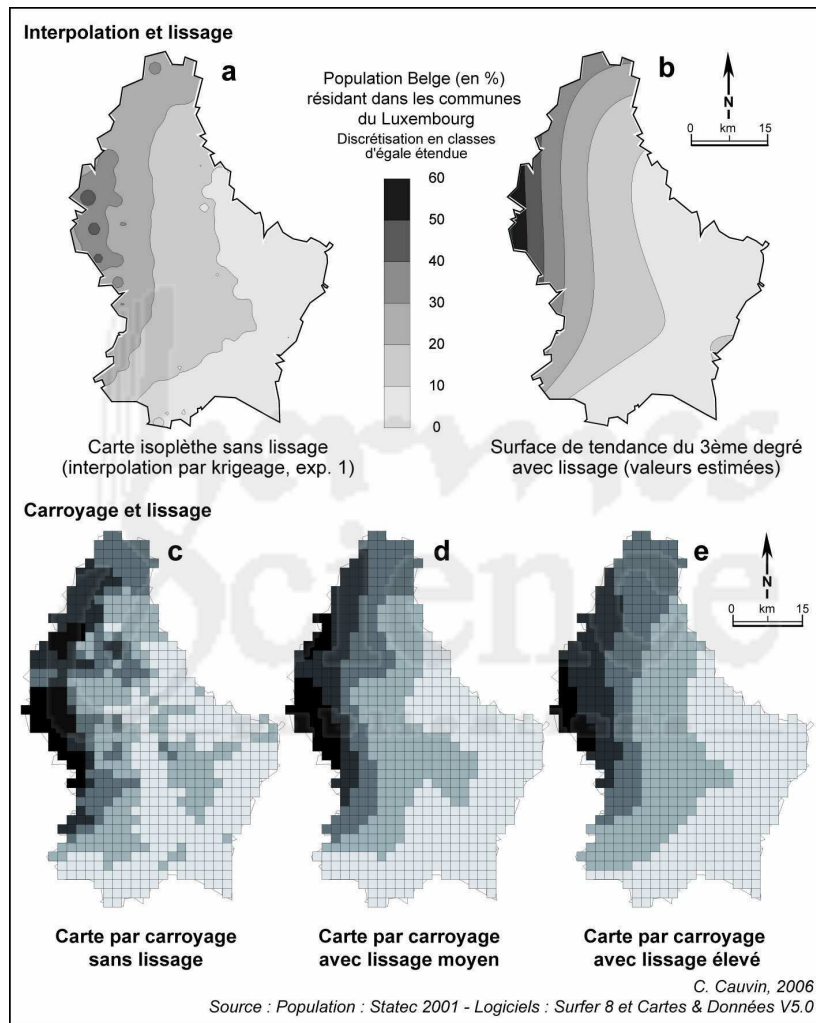 Interpolation et lissage
a
Population Belge (en %)
résidant dans les communes
du Luxembourg
Discrétisation en classes
d'égale étendue
60
50
40
30
20
10
0
b
N
0 km 15
Carte isoplèthe sans lissage
(interpolation par krigeage, exp. 1)
Surface de tendance du 3ème degré
avec lissage (valeurs estimées)
Carroyage et lissage
c
d
e
N
0 km 15
Carte par carroyage
sans lissage
Carte par carroyage
avec lissage moyen
Carte par carroyage
avec lissage élevé
C. Cauvin, 2006
Source : Population : Statec 2001 - Logiciels : Surfer 8 et Cartes & Données V5.0
hermes
Science